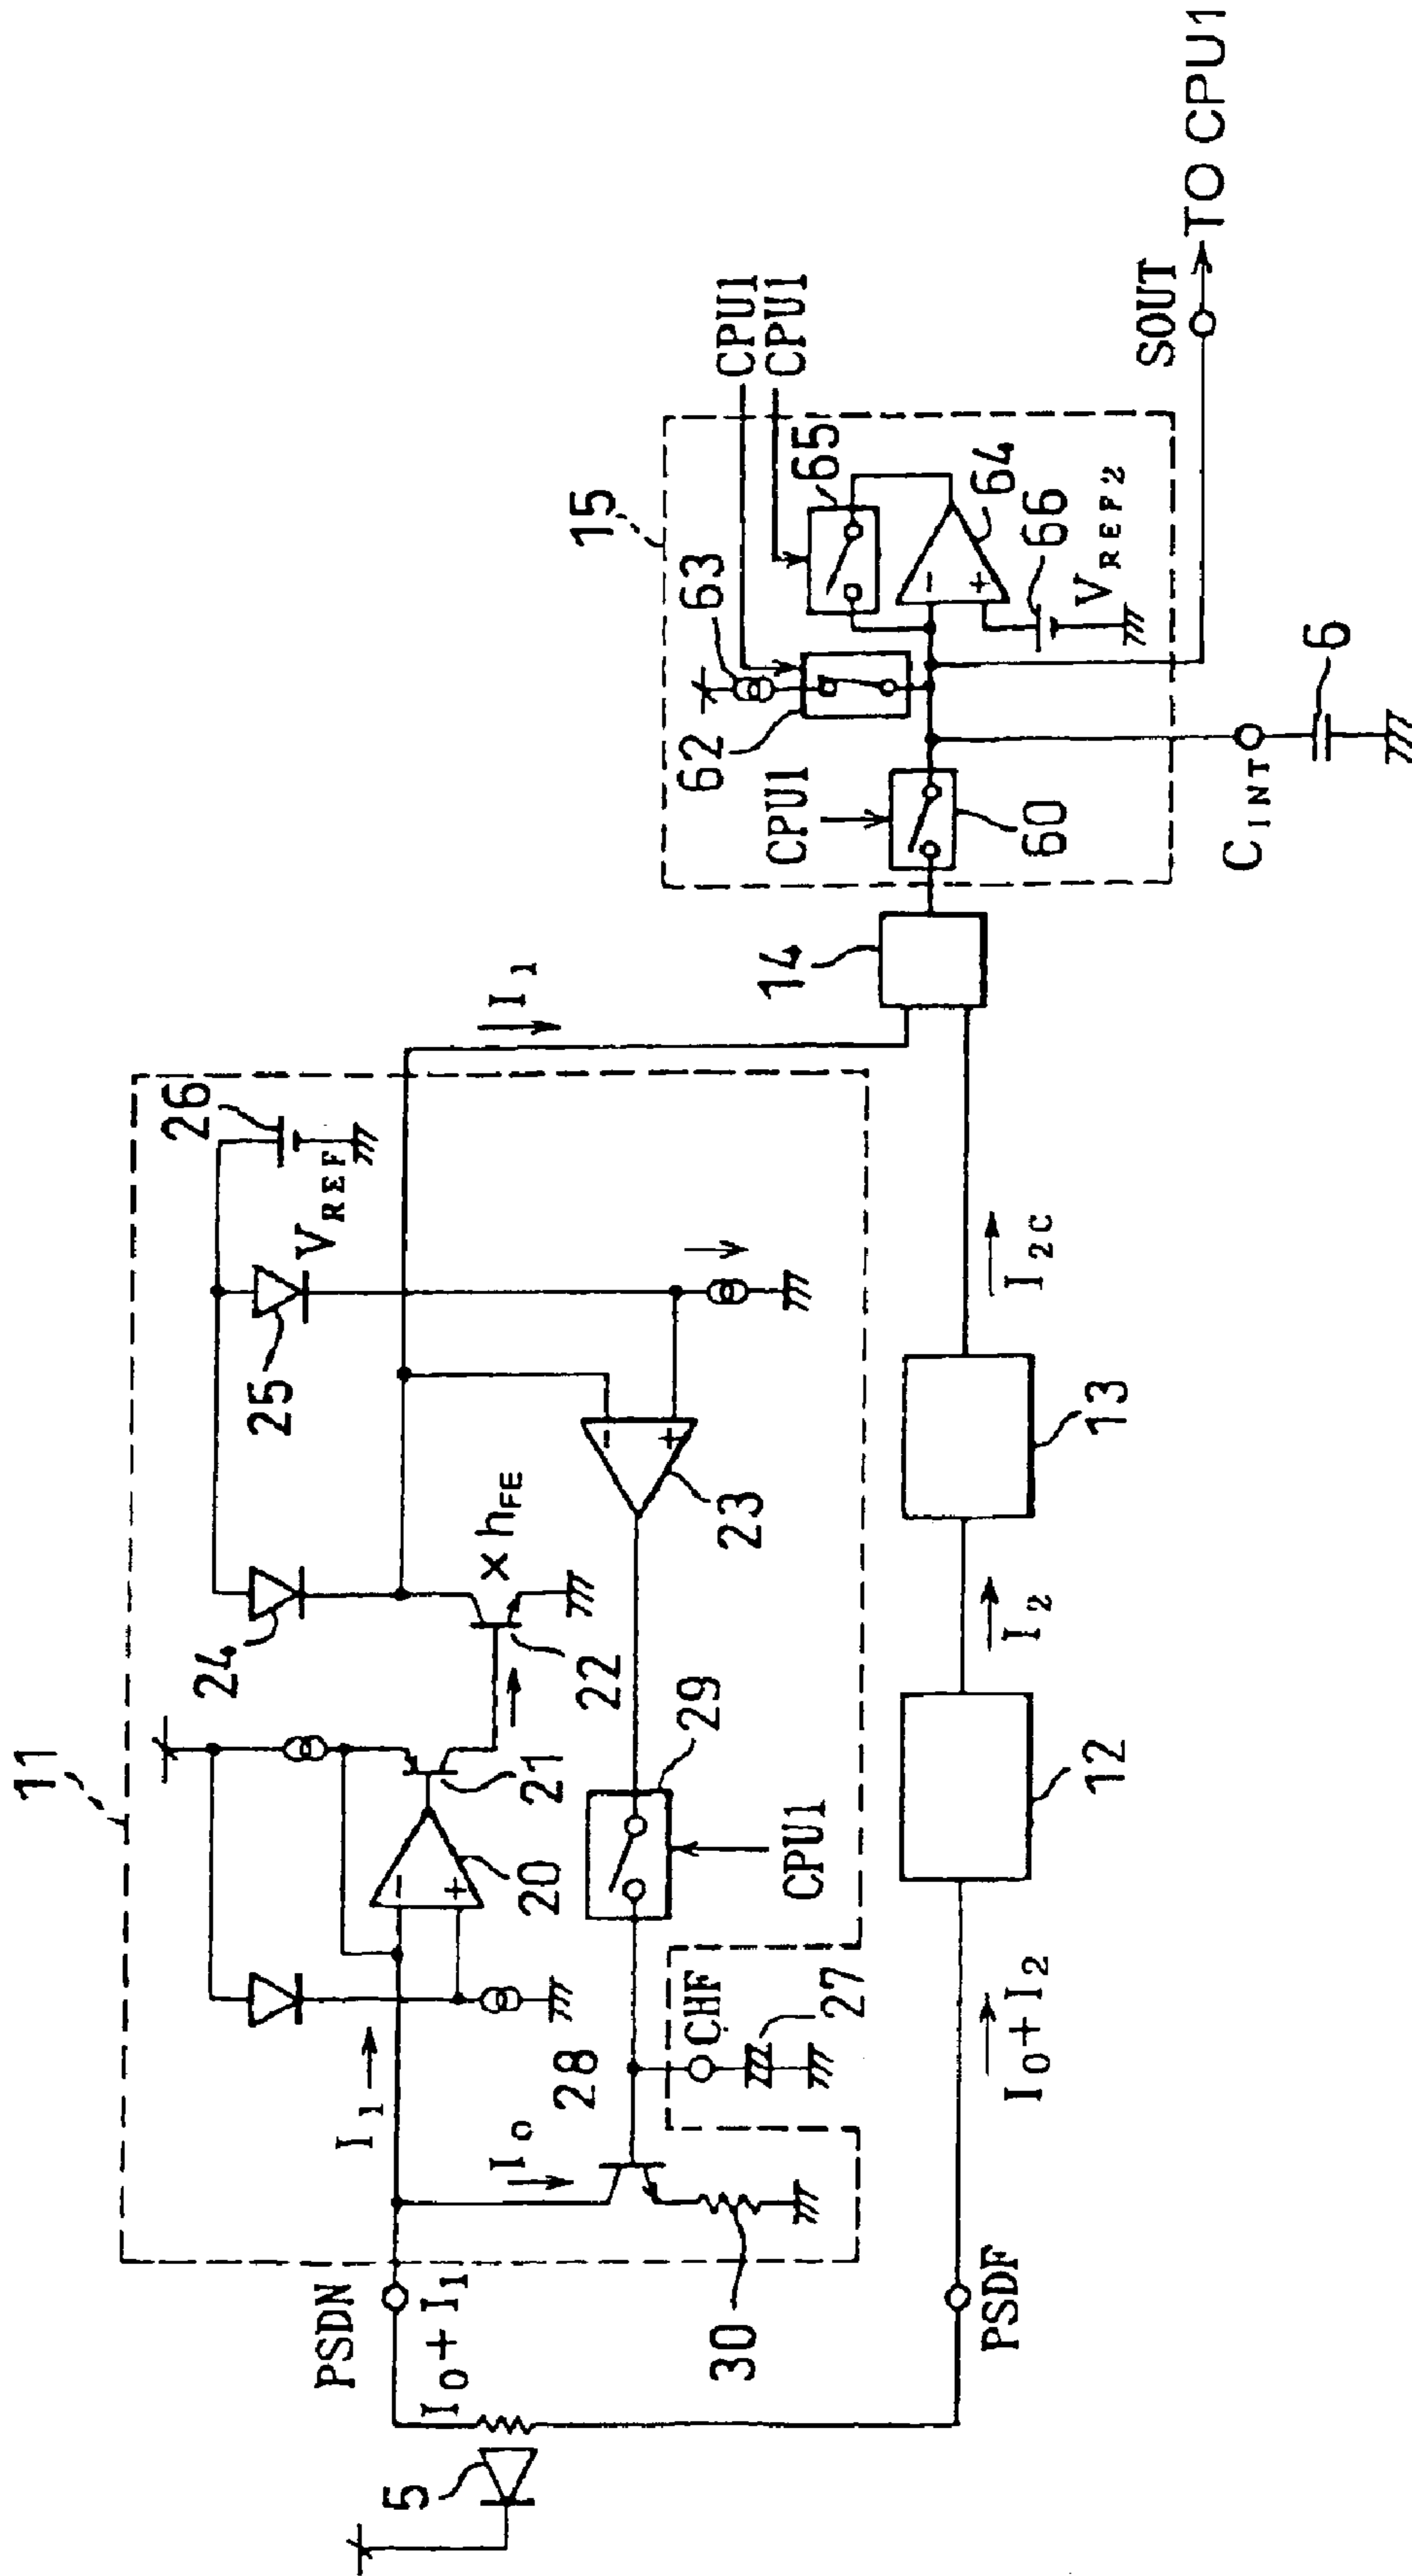 11
24
25
26
V REF
I1
I1
20
21
22
× hFE
23
I0
28
29
CPU1
CHF
27
30
PSDN
I0 + I1
5
PSDF
I0 + I2
12
I2
13
I2C
14
15
CPU1
60
62
63
CPU1
CPU1
65
64
66
V REF2
CINT
6
SOUT
TO CPU1
-
+
-
+
-
+